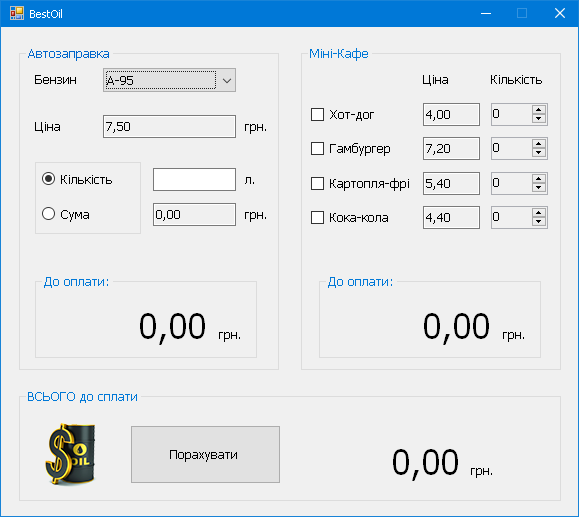 BestOil
Автозаправка
Бензин A-95
Ціна 7,50 грн.
Кількість л.
Сума 0,00 грн.
До оплати:
0,00 грн.
Міні-Кафе
Ціна Кількість
Хот-дог 4,00 0
Гамбургер 7,20 0
Картопля-фрі 5,40 0
Кока-кола 4,40 0
До оплати:
0,00 грн.
ВСЬОГО до сплати
$ OIL
Порахувати
0,00 грн.